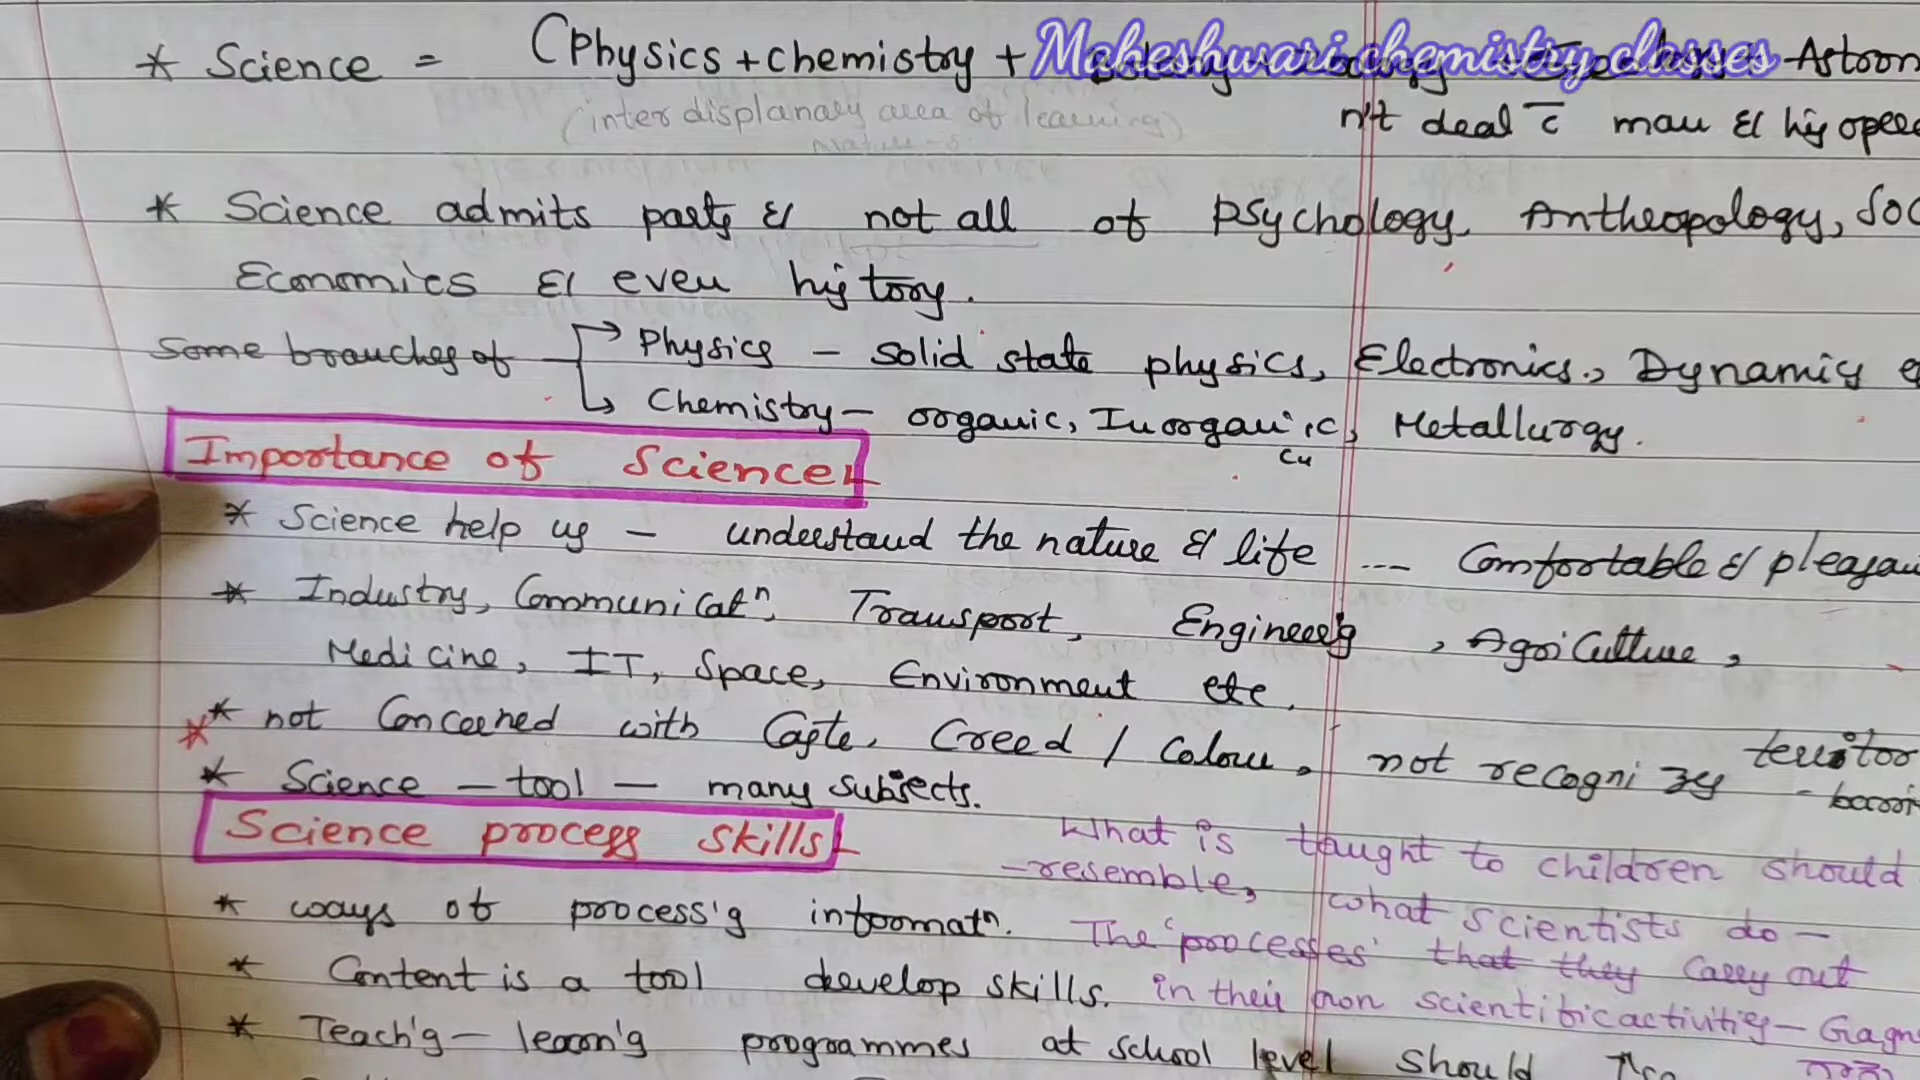 * Science = (Physics + chemistry + Astron
Maheshwari chemistry classes
(inter displanary area of learning)
n't deal c̅ man & his
* Science admits parts & not all of Psychology, Anthropology, Soc
Economics & even history.
Some branches of → Physics – Solid state physics, Electronics., Dynamics
↳ Chemistry – organic, Inorganic, Metallurgy.
Importance of Science
* Science help us – understand the nature & life ... Comfortable & pleasan
* Industry, Communicatⁿ, Transport, Engineer'g, Agriculture,
Medicine, IT, Space, Environment etc.
* not Concerned with Caste, Creed / Colour, not recognizes territor
- barri
* Science – tool – many subjects.
Science process skills
What is taught to children should
– resemble, what scientists do –
* ways of process'g informatⁿ. The 'processes' that they carry out
* Content is a tool develop skills. in their own scientific activities – Gagn
* Teach'g – learn'g programmes at school level should